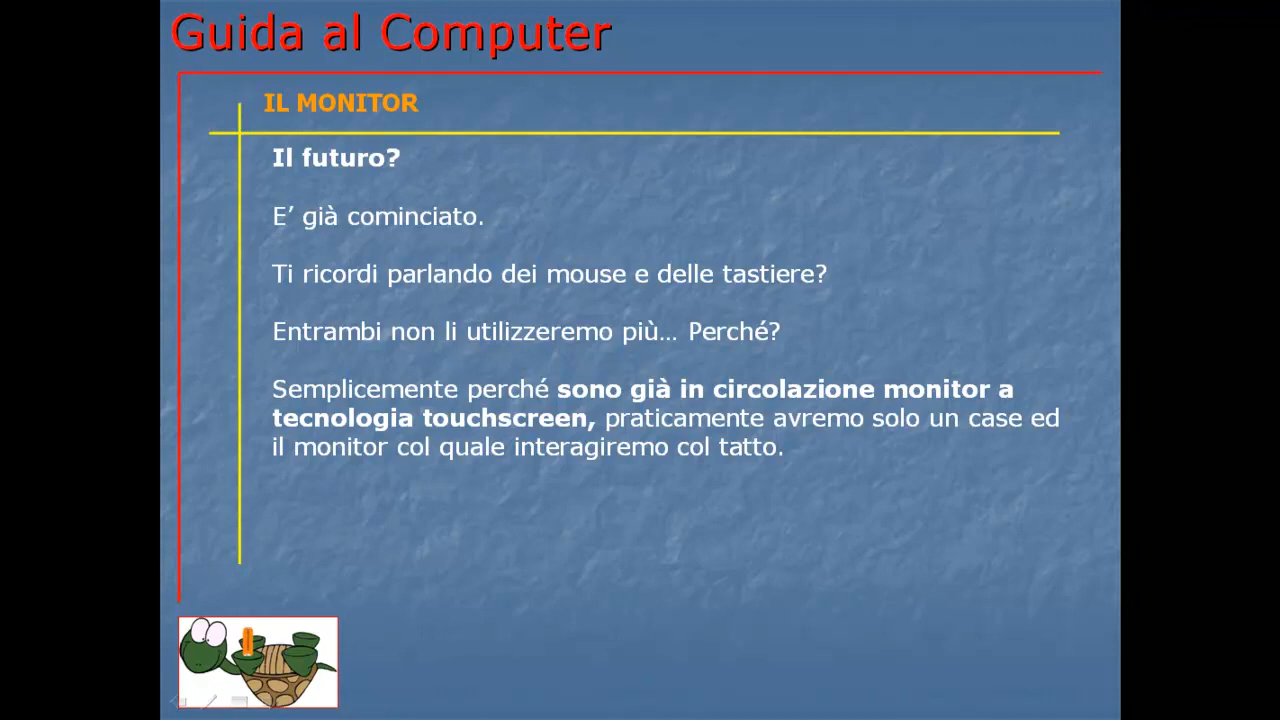 Guida al Computer
IL MONITOR
Il futuro?
E’ già cominciato.
Ti ricordi parlando dei mouse e delle tastiere?
Entrambi non li utilizzeremo più… Perché?
Semplicemente perché sono già in circolazione monitor a
tecnologia touchscreen, praticamente avremo solo un case ed
il monitor col quale interagiremo col tatto.